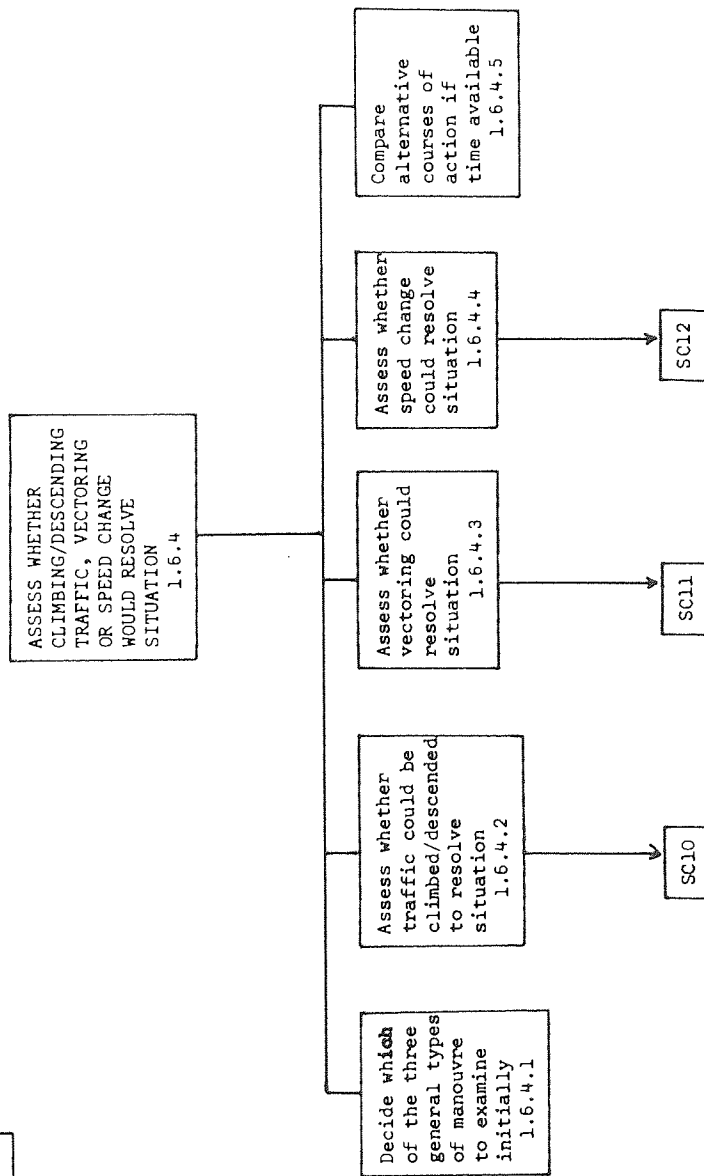 ASSESS WHETHER
CLIMBING/DESCENDING
TRAFFIC, VECTORING
OR SPEED CHANGE
WOULD RESOLVE
SITUATION
1.6.4
Decide which
of the three
general types
of manouvre
to examine
initially
1.6.4.1
Assess whether
traffic could be
climbed/descended
to resolve
situation
1.6.4.2
Assess whether
vectoring could
resolve
situation
1.6.4.3
Assess whether
speed change
could resolve
situation
1.6.4.4
Compare
alternative
courses of
action if
time available
1.6.4.5
SC10
SC11
SC12